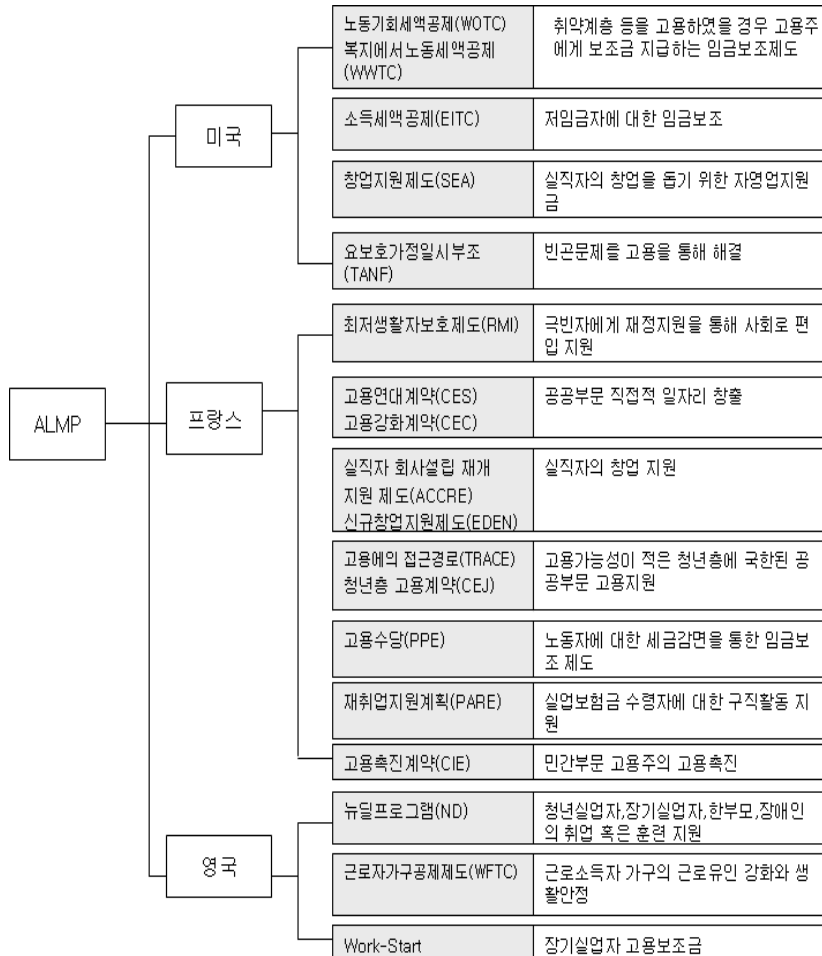 ALMP
미국
노동기회세액공제(WOTC)
복지에서노동세액공제
(WWTC)
취약계층 등을 고용하였을 경우 고용주
에게 보조금 지급하는 임금보조제도
소득세액공제(EITC)
저임금자에 대한 임금보조
창업지원제도(SEA)
실직자의 창업을 돕기 위한 자영업지원
금
요보호가정일시부조
(TANF)
빈곤문제를 고용을 통해 해결
프랑스
최저생활자보호제도(RMI)
극빈자에게 재정지원을 통해 사회로 편
입 지원
고용연대계약(CES)
고용강화계약(CEC)
공공부문 직접적 일자리 창출
실직자 회사설립 재개
지원 제도(ACCRE)
신규창업지원제도(EDEN)
실직자의 창업 지원
고용에의 접근경로(TRACE)
청년층 고용계약(CEJ)
고용가능성이 적은 청년층에 국한된 공
공부문 고용지원
고용수당(PPE)
노동자에 대한 세금감면을 통한 임금보
조 제도
재취업지원계획(PARE)
실업보험금 수령자에 대한 구직활동 지
원
고용촉진계약(CIE)
민간부문 고용주의 고용촉진
영국
뉴딜프로그램(ND)
청년실업자,장기실업자,한부모,장애인
의 취업 혹은 훈련 지원
근로자가구공제제도(WFTC)
근로소득자 가구의 근로유인 강화와 생
활안정
Work-Start
장기실업자 고용보조금